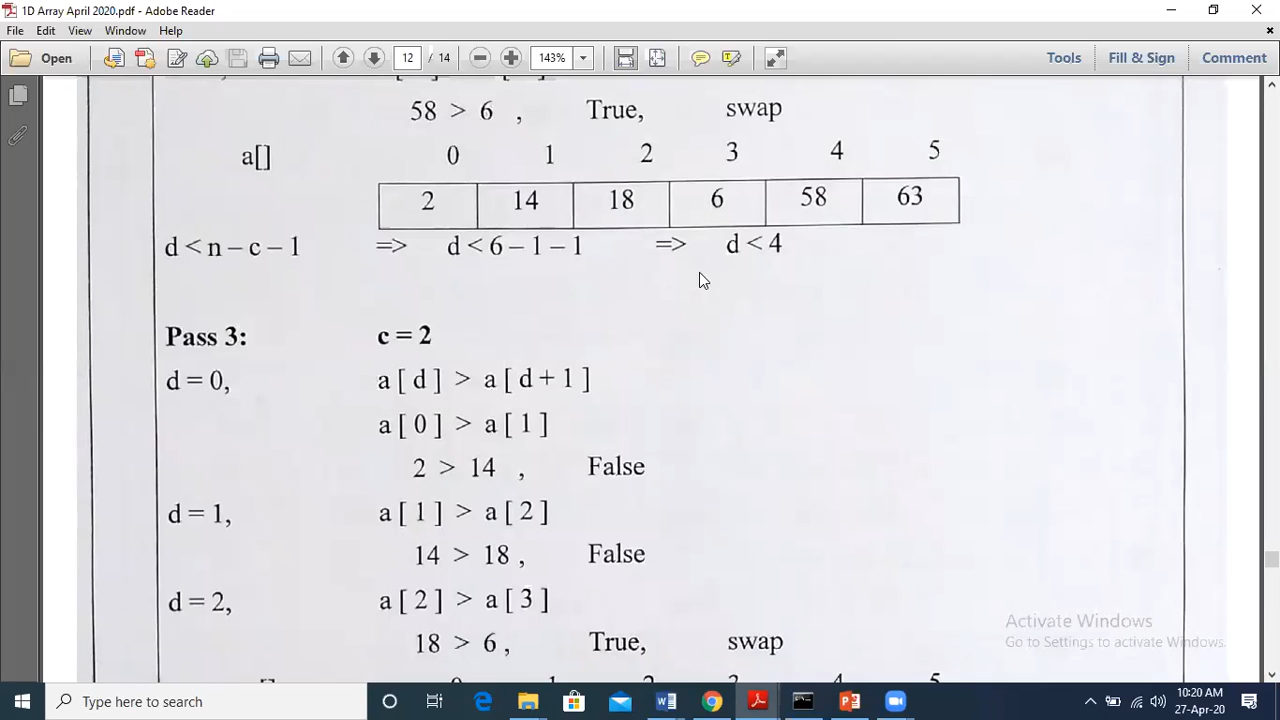 1D Array April 2020.pdf - Adobe Reader
File Edit View Window Help
Open 12 / 14 143% Tools Fill & Sign Comment
58 > 6 , True, swap
a[] 0 1 2 3 4 5
2 14 18 6 58 63
d < n – c – 1 => d < 6 – 1 – 1 => d < 4
Pass 3: c = 2
d = 0, a [ d ] > a [ d + 1 ]
a [ 0 ] > a [ 1 ]
2 > 14 , False
d = 1, a [ 1 ] > a [ 2 ]
14 > 18 , False
d = 2, a [ 2 ] > a [ 3 ]
18 > 6 , True, swap
Activate Windows
Go to Settings to activate Windows.
Type here to search
10:20 AM
27-Apr-20